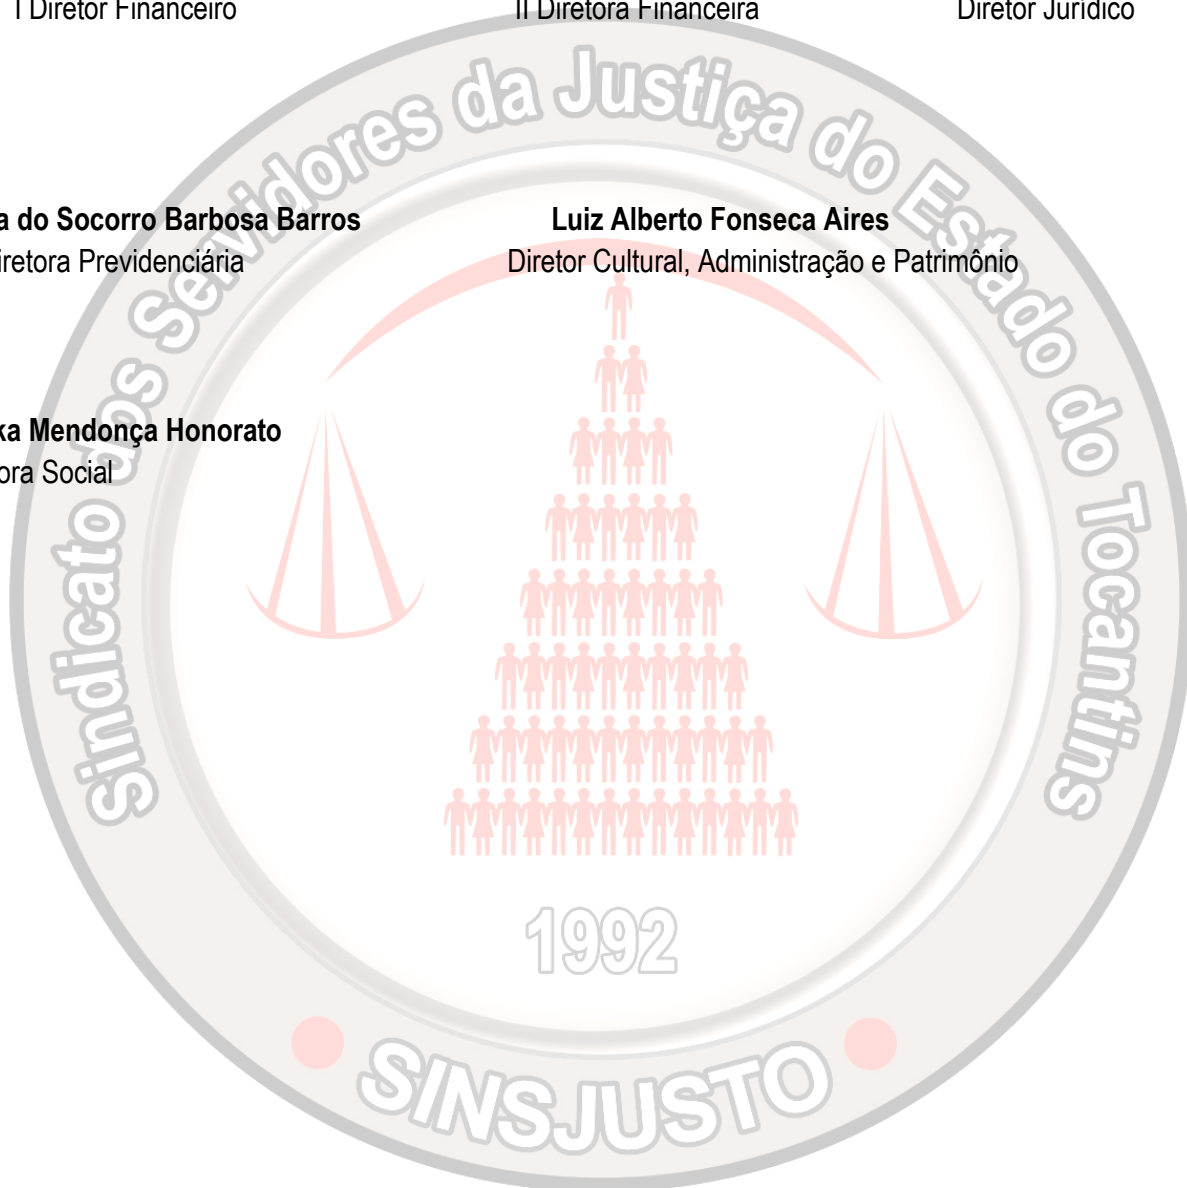 I Diretor Financeiro II Diretora Financeira Diretor Jurídico
do Socorro Barbosa Barros Luiz Alberto Fonseca Aires
Previdenciária Diretor Cultural, Administração e Patrimônio
Mendonça Honorato
Social
Sindicato dos Servidores da Justiça do Estado do Tocantins
1992
SINSJUSTO